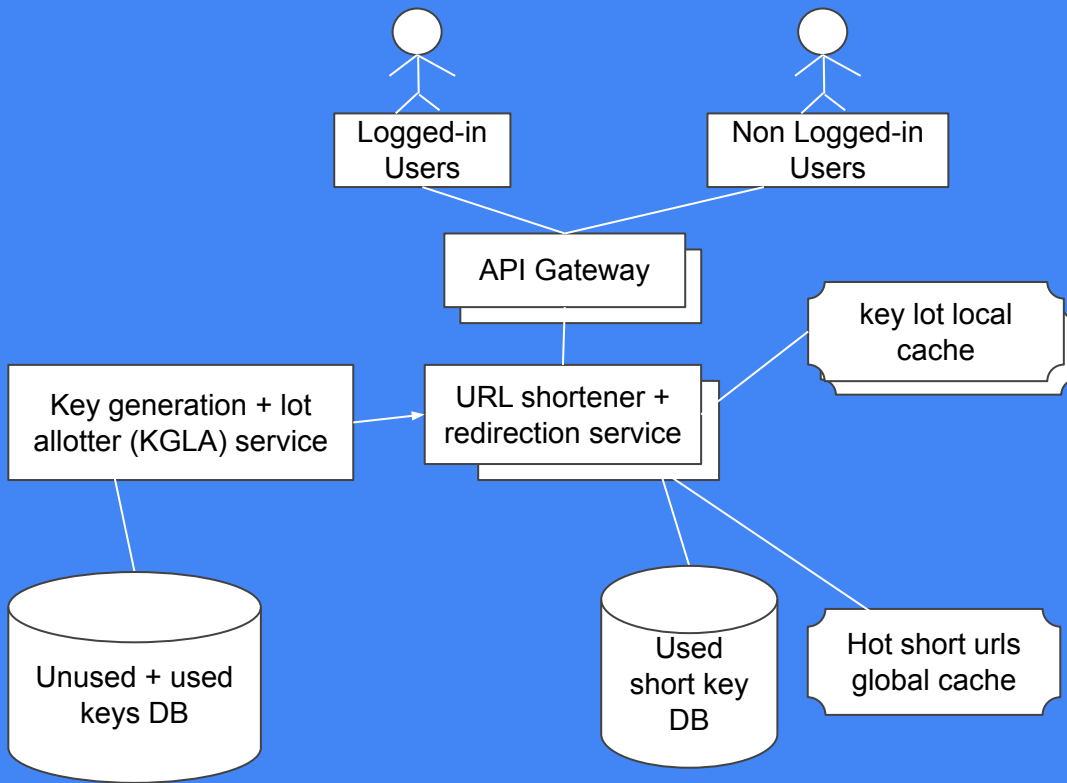 Logged-in
Users
Non Logged-in
Users
API Gateway
key lot local
cache
Key generation + lot
allotter (KGLA) service
URL shortener +
redirection service
Unused + used
keys DB
Used
short key
DB
Hot short urls
global cache